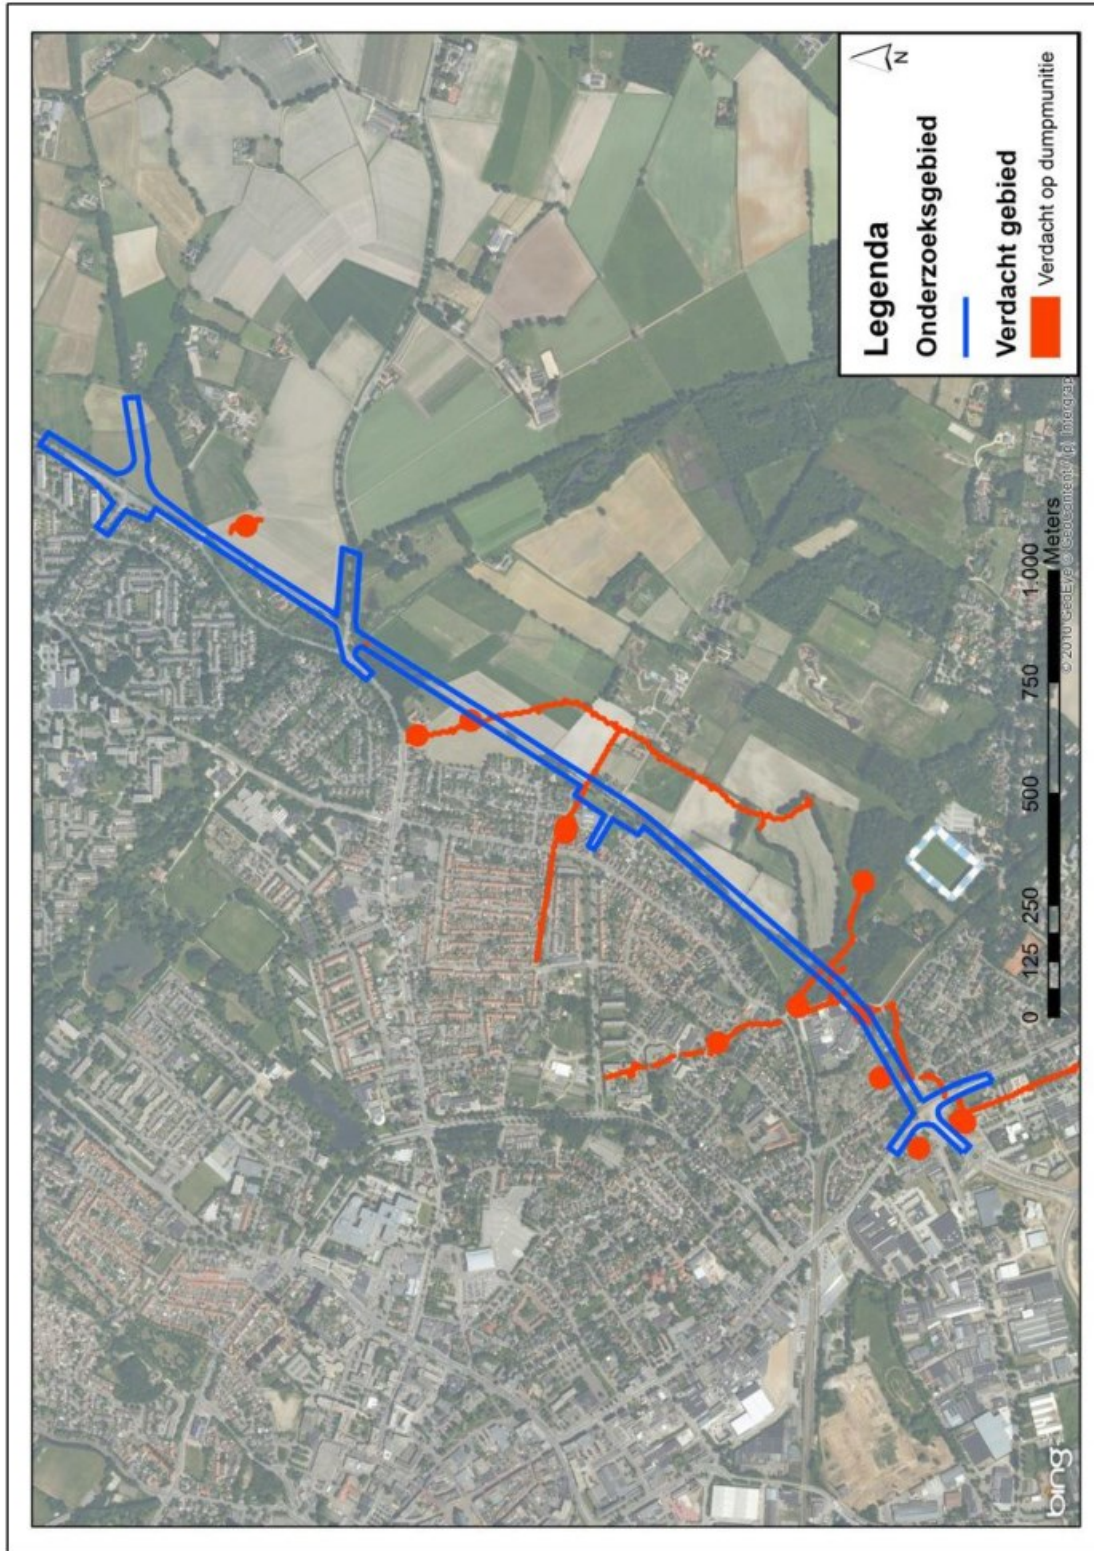 Legenda
Onderzoeksgebied
Verdacht gebied
Verdacht op dumpmunitie
N
0 125 250 500 750 1.000 Meters
© 2010 GeoEye © GeoContent / (p) Intergrap
bing